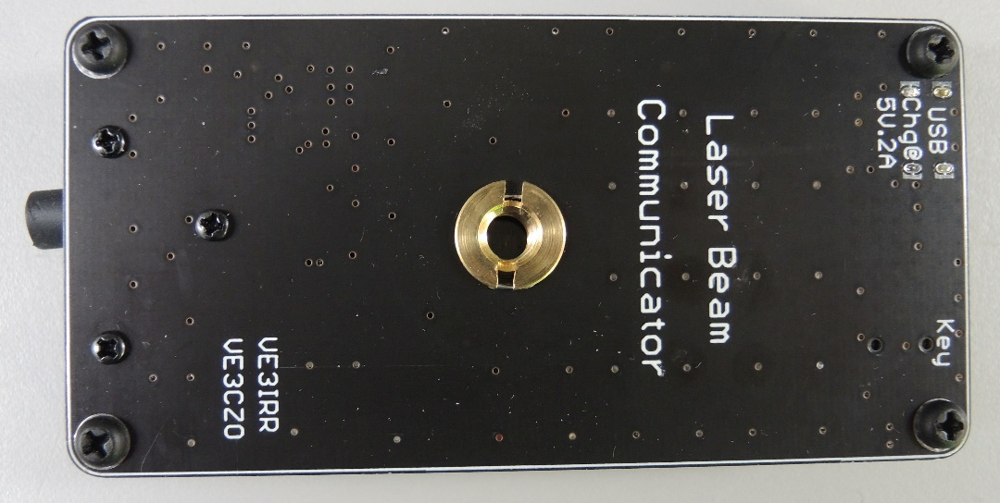 USB
Chg@
5V.2A
Laser Beam
Communicator
Key
VE3IRR
VE3CZO